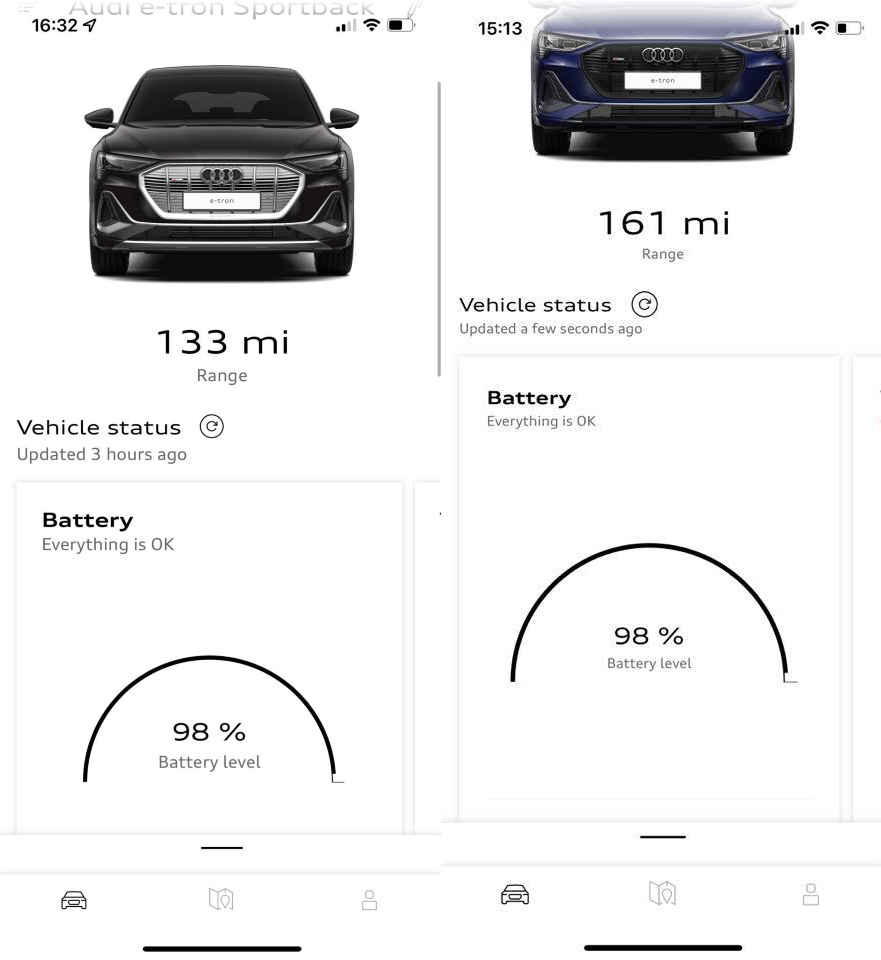 Audi e-tron Sportback
16:32
e-tron
133 mi
Range
Vehicle status
Updated 3 hours ago
Battery
Everything is OK
98 %
Battery level
15:13
e-tron
161 mi
Range
Vehicle status
Updated a few seconds ago
Battery
Everything is OK
98 %
Battery level